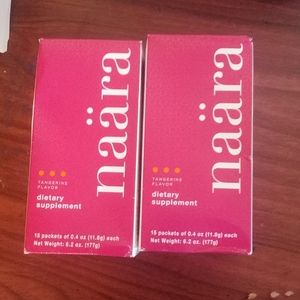 naära
TANGERINE
FLAVOR
dietary
supplement
15 packets of 0.4 oz (11.8g) each
Net Weight: 6.2 oz. (177g)
naära
TANGERINE
FLAVOR
dietary
supplement
15 packets of 0.4 oz (11.8g) each
Net Weight: 6.2 oz. (177g)